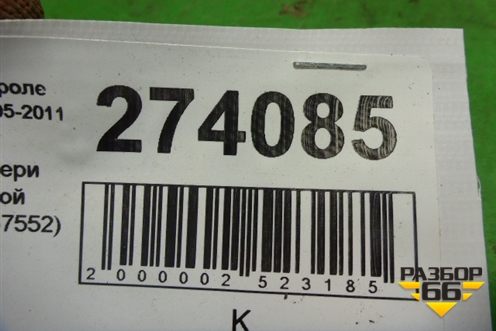 роле
05-2011
274085
ери
ой
7552)
2 000002 523185
К
РАЗБОР
66